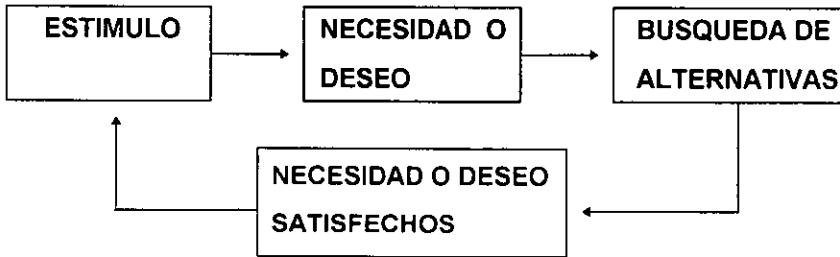 ESTIMULO
NECESIDAD O
DESEO
BUSQUEDA DE
ALTERNATIVAS
NECESIDAD O DESEO
SATISFECHOS